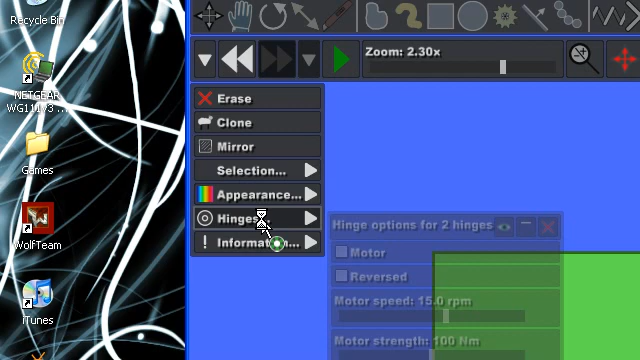 Recycle Bin
NETGEAR
WG111v3 ...
Games
WolfTeam
iTunes
Zoom: 2.30x
Erase
Clone
Mirror
Selection...
Appearance...
Hinges...
Hinge options for 2 hinges
Motor
Reversed
Motor speed: 15.0 rpm
Motor strength: 100 Nm